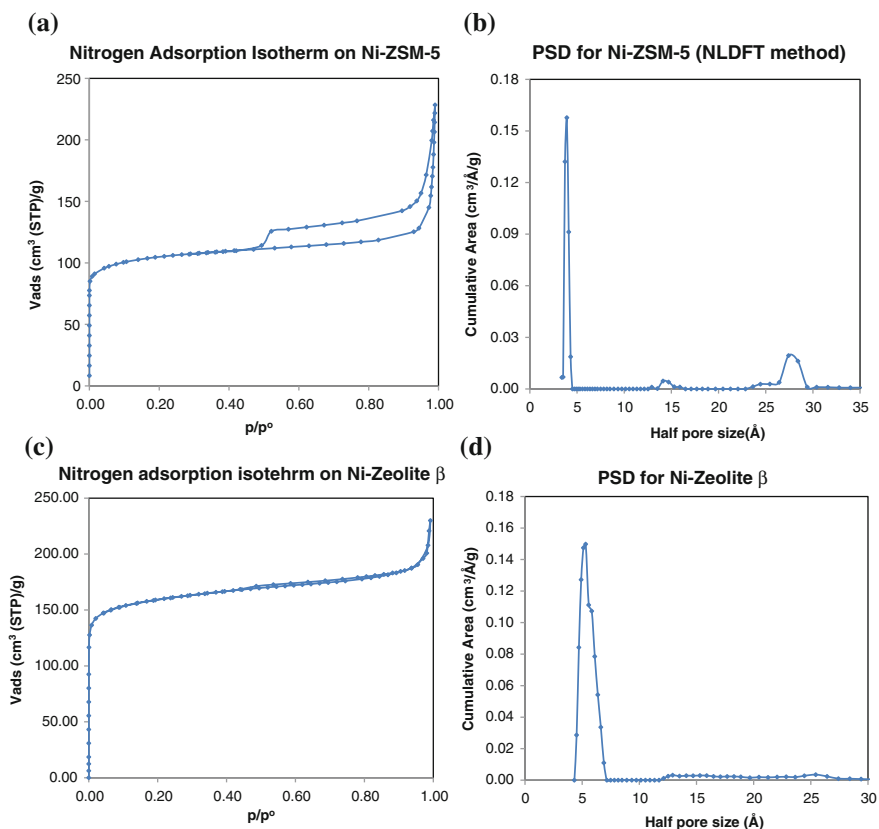 (a)
Nitrogen Adsorption Isotherm on Ni-ZSM-5
250
200
150
100
50
0
Vads (cm³ (STP)/g)
0.00 0.20 0.40 0.60 0.80 1.00
p/p°
(b)
PSD for Ni-ZSM-5 (NLDFT method)
0.18
0.15
0.12
0.09
0.06
0.03
0.00
Cumulative Area (cm³/Å/g)
0 5 10 15 20 25 30 35
Half pore size(Å)
(c)
Nitrogen adsorption isotehrm on Ni-Zeolite β
250.00
200.00
150.00
100.00
50.00
0.00
Vads (cm³ (STP)/g)
0.00 0.20 0.40 0.60 0.80 1.00
p/p°
(d)
PSD for Ni-Zeolite β
0.18
0.16
0.14
0.12
0.10
0.08
0.06
0.04
0.02
0.00
Cumulative Area (cm³/Å/g)
0 5 10 15 20 25 30
Half pore size (Å)